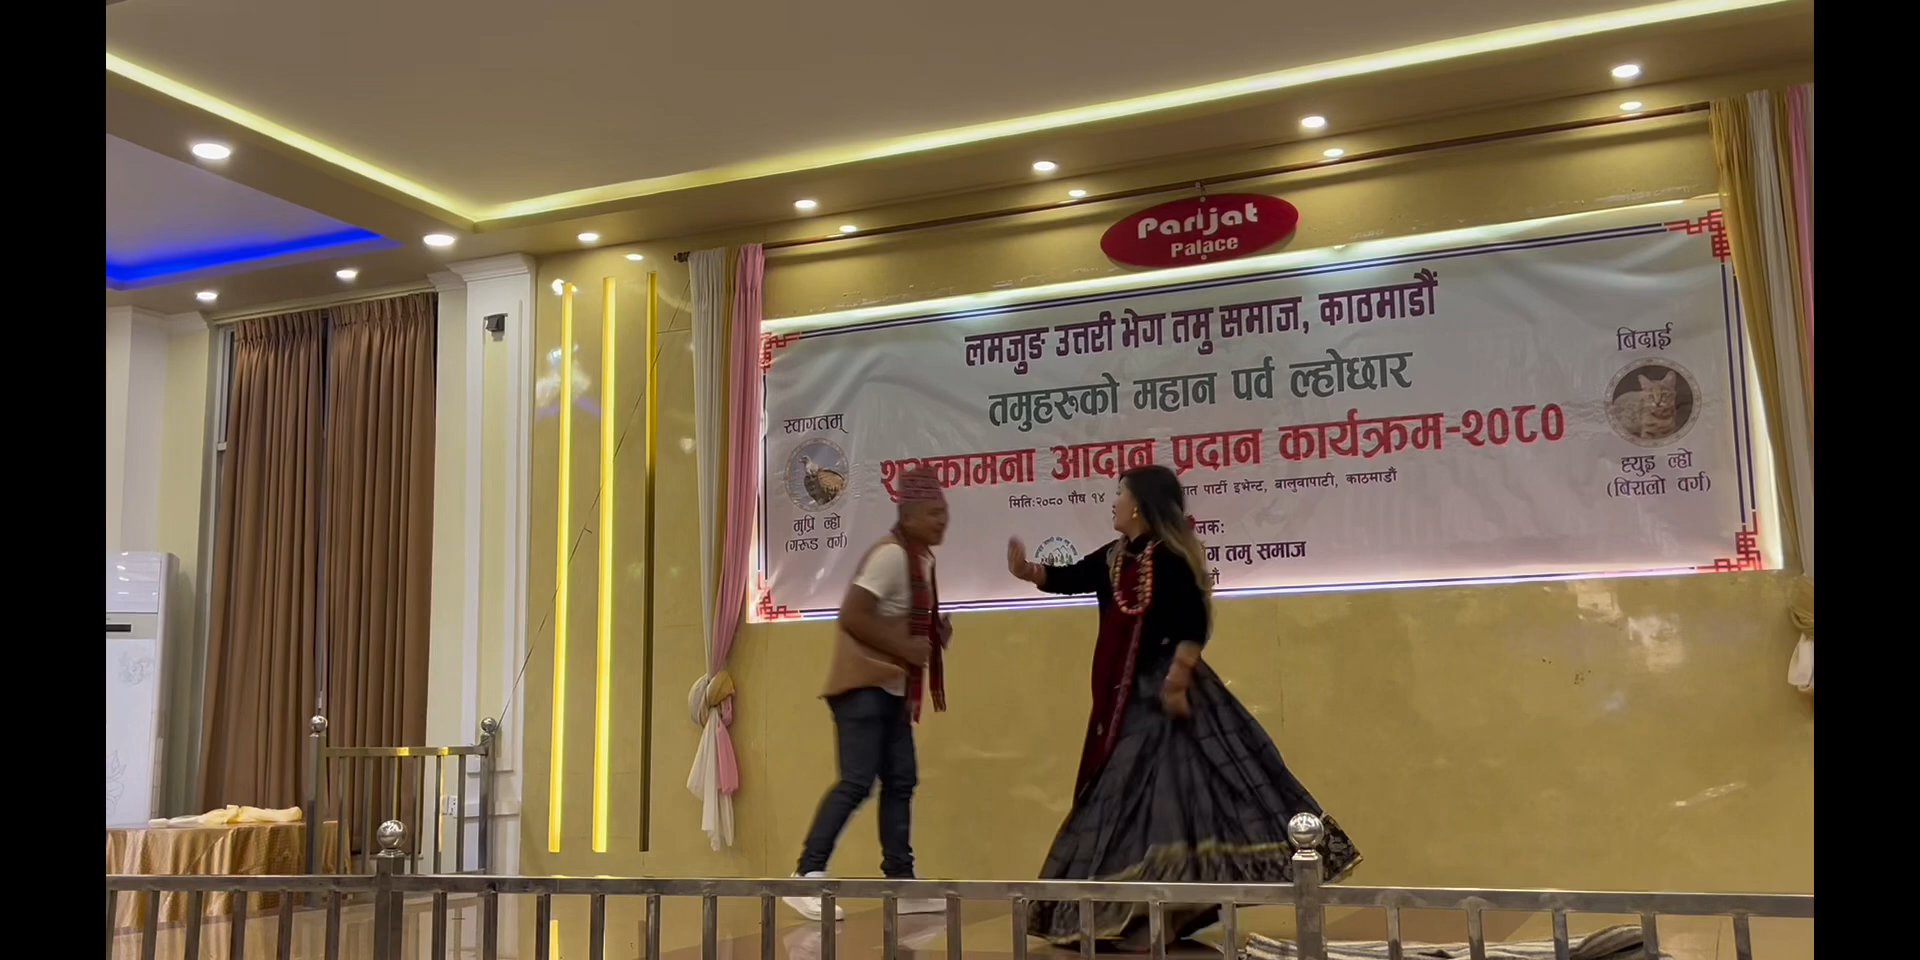 Parijat
Palace
लमजुङ उत्तरी भेग तमु समाज, काठमाडौं
तमुहरुको महान पर्व ल्होछार
शुभकामना आदान प्रदान कार्यक्रम-२०८०
मिति:२०८० पौष १४
पार्टी इभेन्ट, बालुवापाटी, काठमाडौं
तमु समाज
स्वागतम्
मुप्रि ल्हो
(गरूड वर्ग)
बिदाई
ह्युइ ल्हो
(बिरालो वर्ग)